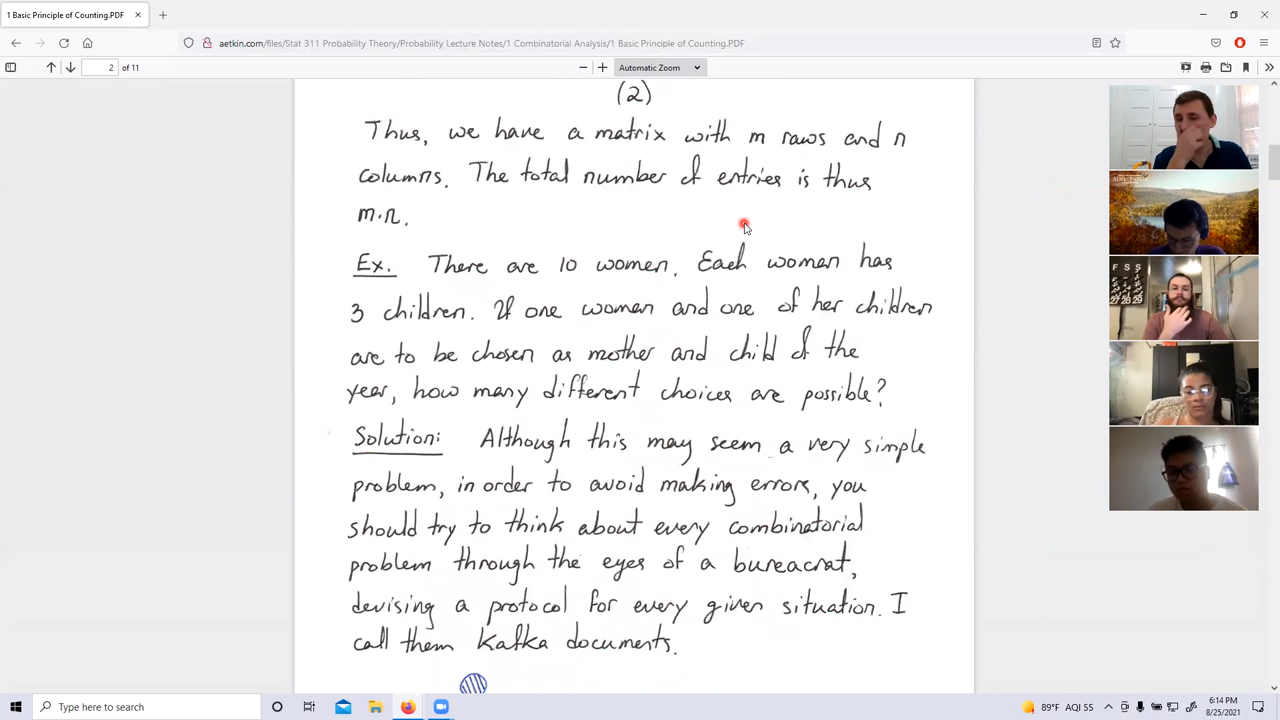 1 Basic Principle of Counting.PDF
aetkin.com/files/Stat 311 Probability Theory/Probability Lecture Notes/1 Combinatorial Analysis/1 Basic Principle of Counting.PDF
2 of 11
Automatic Zoom
(2)
Thus, we have a matrix with m rows and n
columns. The total number of entries is thus
m·n.
Ex. There are 10 women. Each woman has
3 children. If one women and one of her children
are to be chosen as mother and child of the
year, how many different choices are possible?
Solution: Although this may seem a very simple
problem, in order to avoid making errors, you
should try to think about every combinatorial
problem through the eyes of a bureacrat,
devising a protocol for every given situation. I
call them Kafka documents.
F S S
Type here to search
89°F AQI 55
6:14 PM
8/25/2021